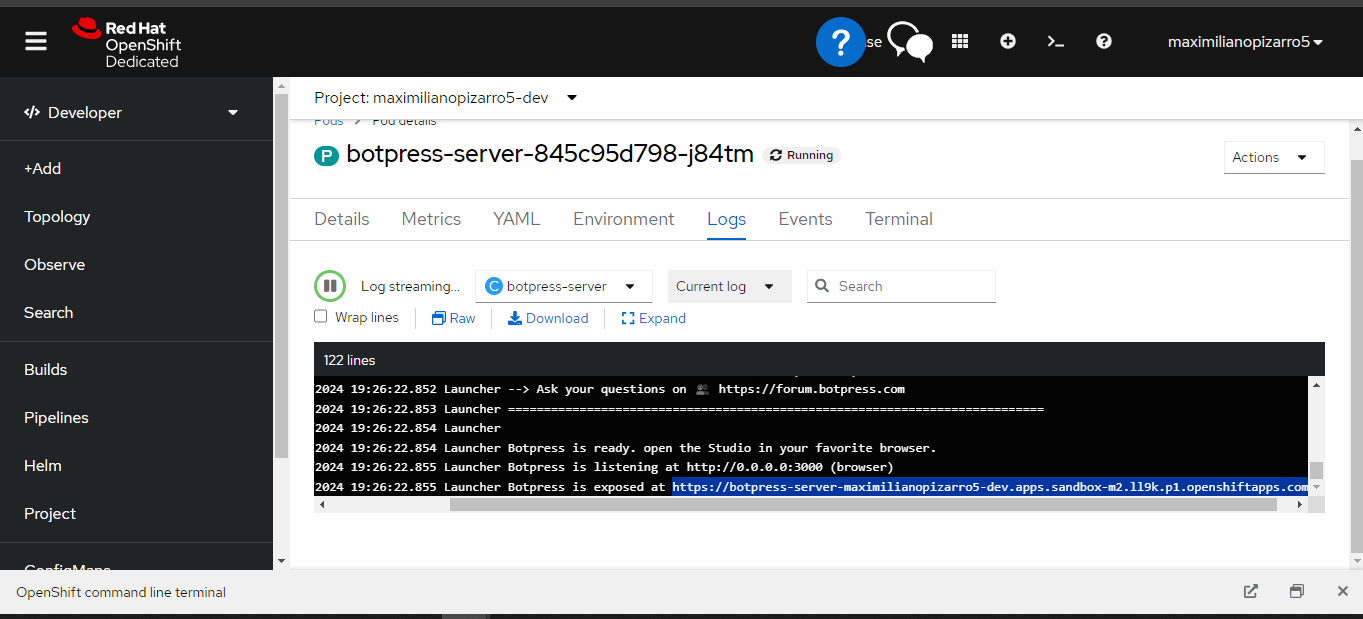 Red Hat
OpenShift
Dedicated
se
maximilianopizarro5
Developer
+Add
Topology
Observe
Search
Builds
Pipelines
Helm
Project
ConfigMaps
Project: maximilianopizarro5-dev
Pods > Pod details
P botpress-server-845c95d798-j84tm Running
Actions
Details Metrics YAML Environment Logs Events Terminal
Log streaming... C botpress-server Current log Search
Wrap lines Raw Download Expand
122 lines
2024 19:26:22.852 Launcher --> Ask your questions on 👥 https://forum.botpress.com
2024 19:26:22.853 Launcher ===========================================================================
2024 19:26:22.854 Launcher
2024 19:26:22.854 Launcher Botpress is ready. open the Studio in your favorite browser.
2024 19:26:22.855 Launcher Botpress is listening at http://0.0.0.0:3000 (browser)
2024 19:26:22.855 Launcher Botpress is exposed at https://botpress-server-maximilianopizarro5-dev.apps.sandbox-m2.ll9k.p1.openshiftapps.com
OpenShift command line terminal